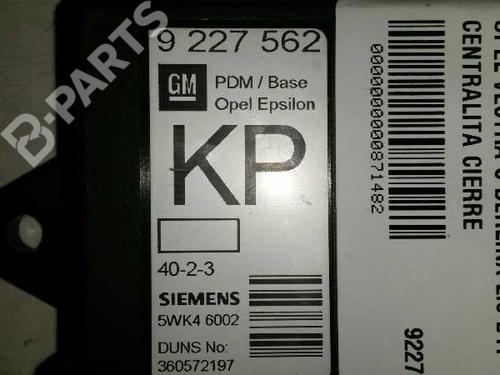 9 227 562
GM
PDM / Base
Opel Epsilon
KP
40-2-3
SIEMENS
5WK4 6002
DUNS No:
360572197
B-PARTS
CENTRALITA CIERRE
0000000000871482
9227